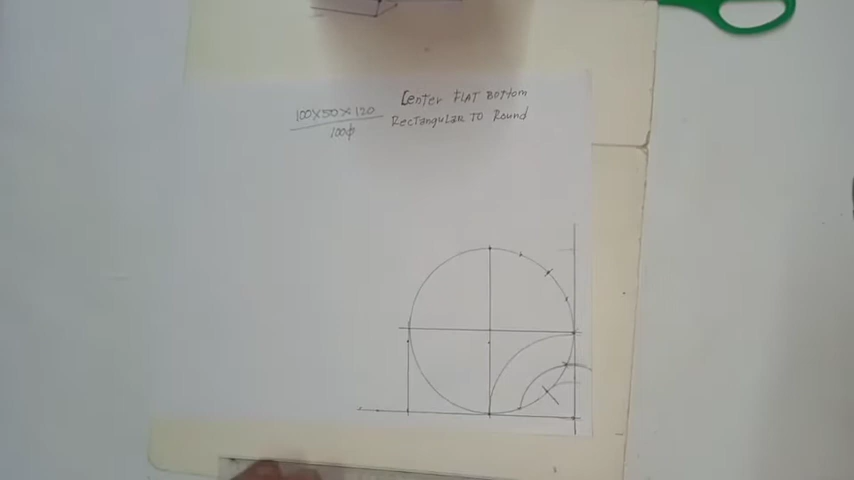 100X50X120
100ϕ
Center FLAT BOTTOM
RecTanguLAR TO Round